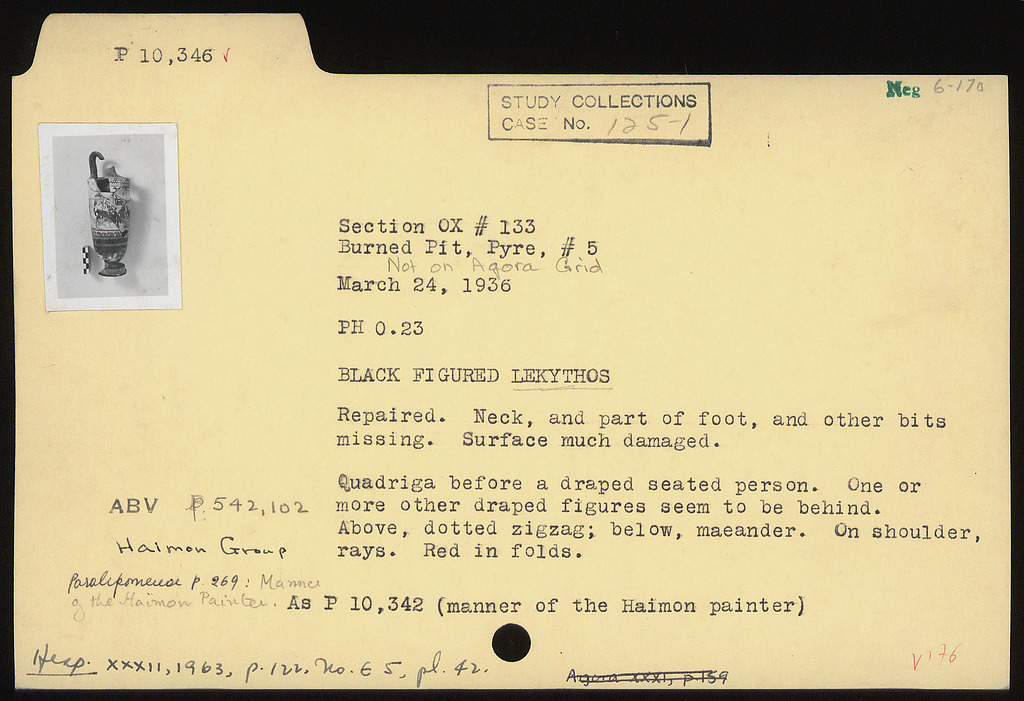 P 10,346 √
Neg 6-170
STUDY COLLECTIONS
CASE No. 125-1
Section OX # 133
Burned Pit, Pyre, # 5
Not on Agora Grid
March 24, 1936
PH 0.23
BLACK FIGURED LEKYTHOS
Repaired. Neck, and part of foot, and other bits
missing. Surface much damaged.
Quadriga before a draped seated person. One or
more other draped figures seem to be behind.
Above, dotted zigzag; below, maeander. On shoulder,
rays. Red in folds.
ABV P. 542, 102
Haimon Group
Paralipomena p. 269: Manner
of the Haimon Painter.
As P 10,342 (manner of the Haimon painter)
Hesp. XXXII, 1963, p. 122. No. E 5, pl. 42.
Agora XXXI, p 139
√'76